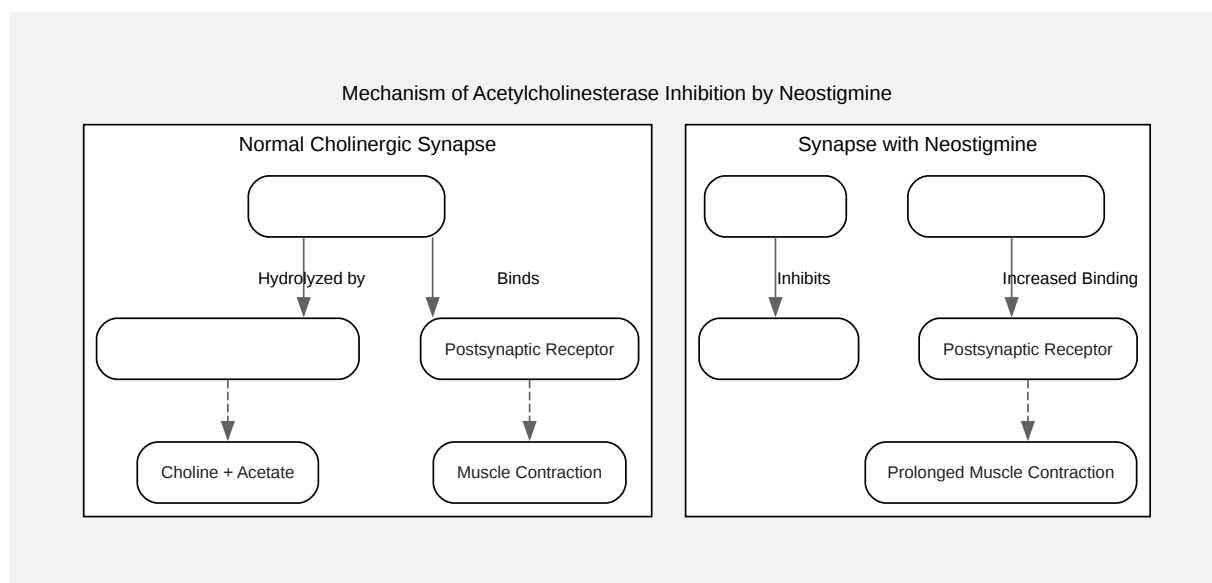 Mechanism of Acetylcholinesterase Inhibition by Neostigmine
Normal Cholinergic Synapse
Hydrolyzed by
Binds
Postsynaptic Receptor
Choline + Acetate
Muscle Contraction
Synapse with Neostigmine
Inhibits
Increased Binding
Postsynaptic Receptor
Prolonged Muscle Contraction